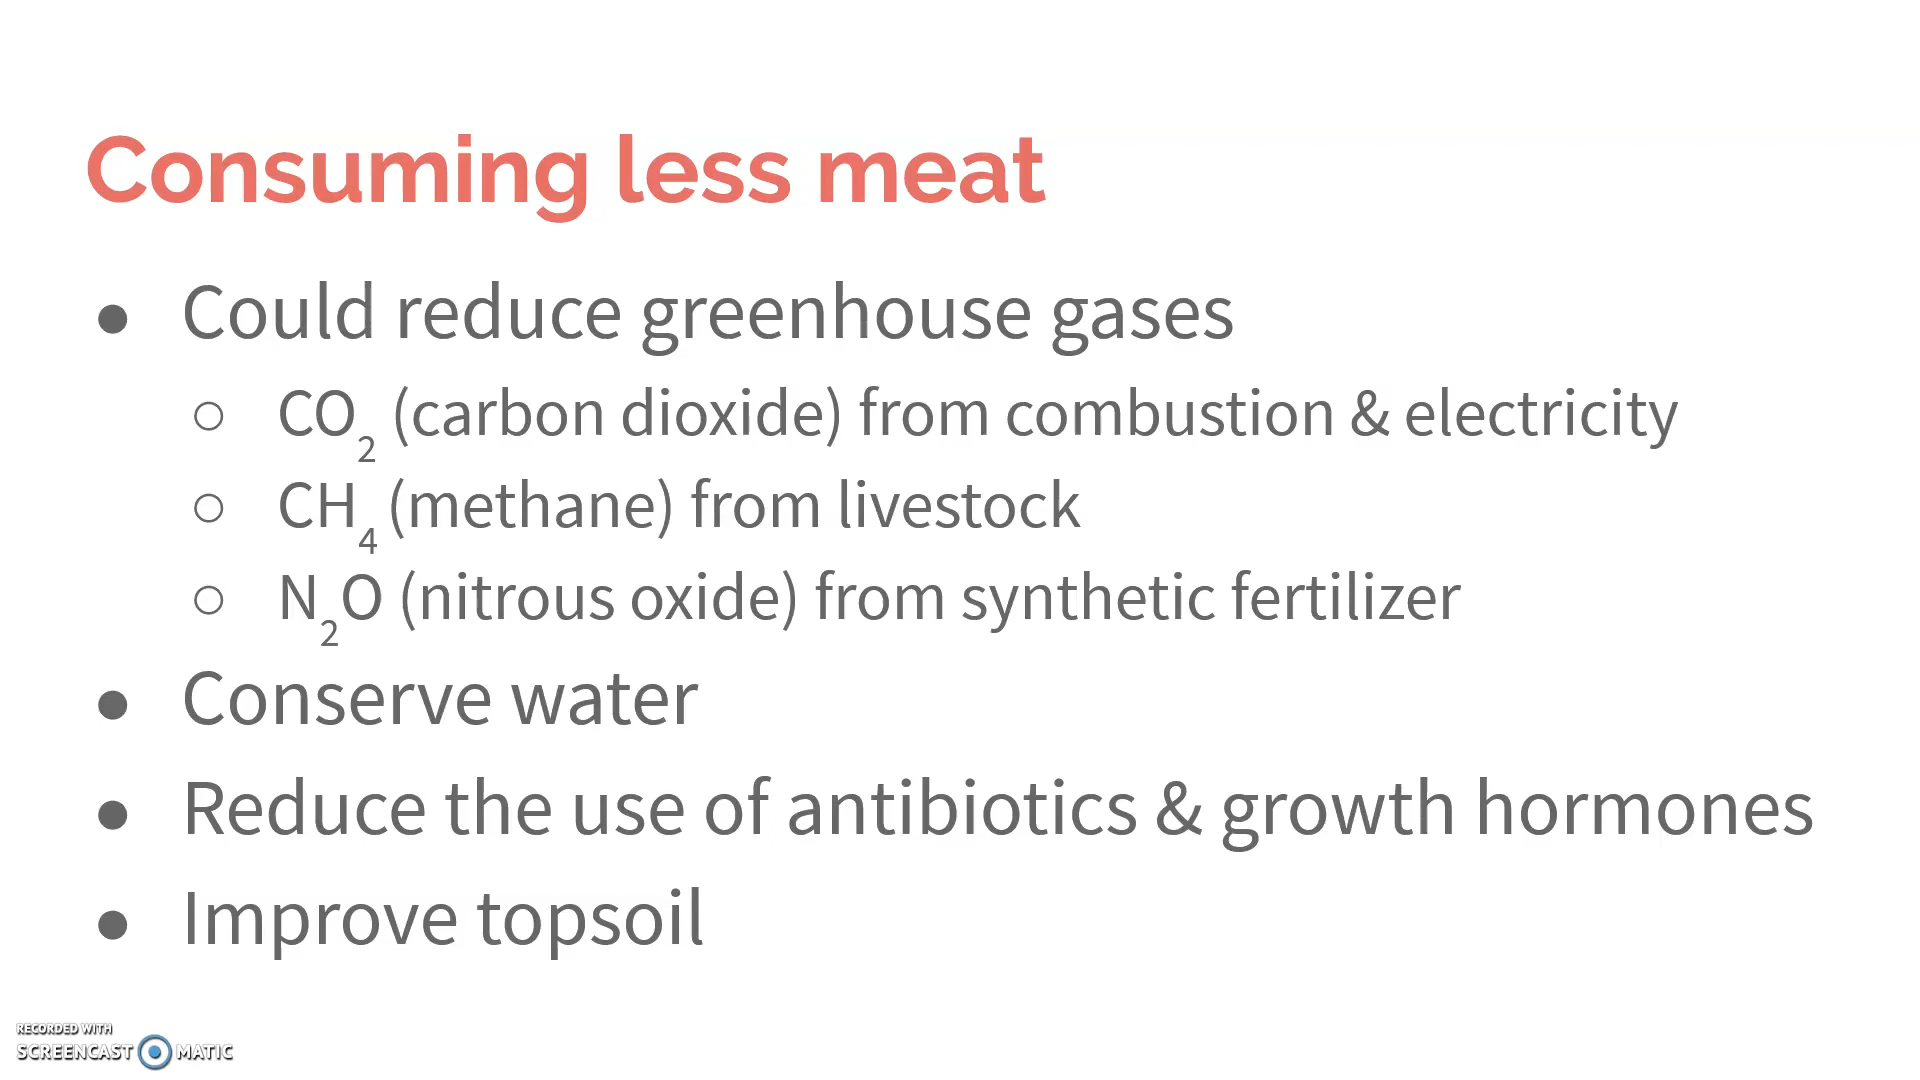 Consuming less meat
● Could reduce greenhouse gases
○ CO₂ (carbon dioxide) from combustion & electricity
○ CH₄ (methane) from livestock
○ N₂O (nitrous oxide) from synthetic fertilizer
● Conserve water
● Reduce the use of antibiotics & growth hormones
● Improve topsoil
RECORDED WITH
SCREENCAST MATIC